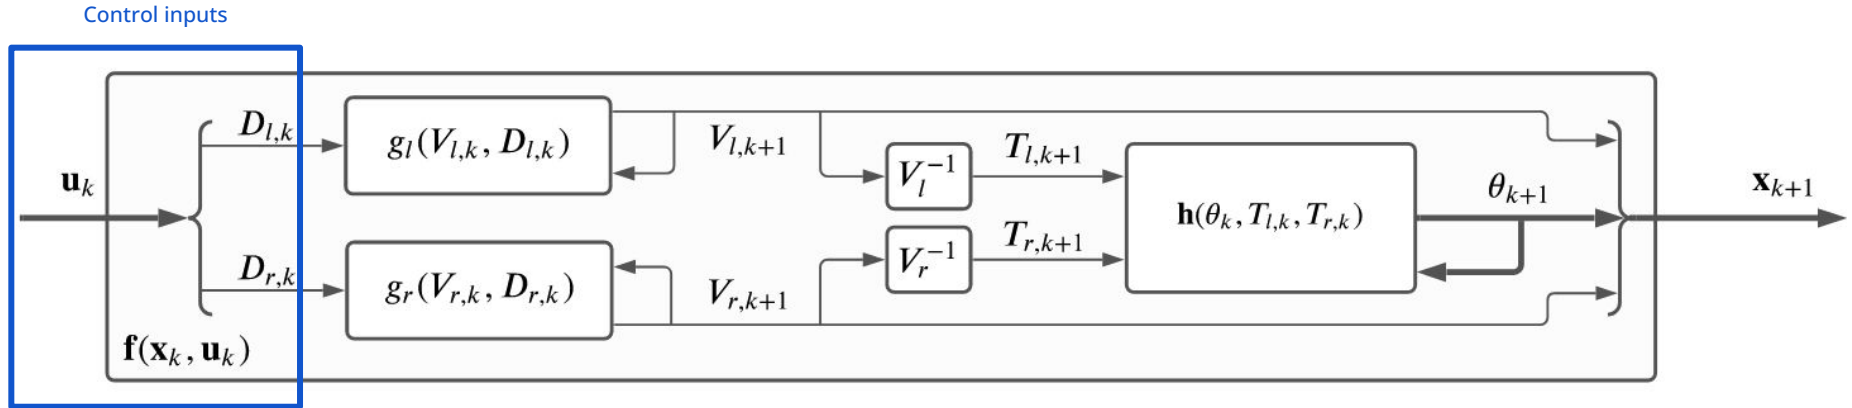 Control inputs
u_k
D_{l,k}
g_l(V_{l,k}, D_{l,k})
V_{l,k+1}
V_l^{-1}
T_{l,k+1}
D_{r,k}
g_r(V_{r,k}, D_{r,k})
V_{r,k+1}
V_r^{-1}
T_{r,k+1}
h(θ_k, T_{l,k}, T_{r,k})
θ_{k+1}
x_{k+1}
f(x_k, u_k)